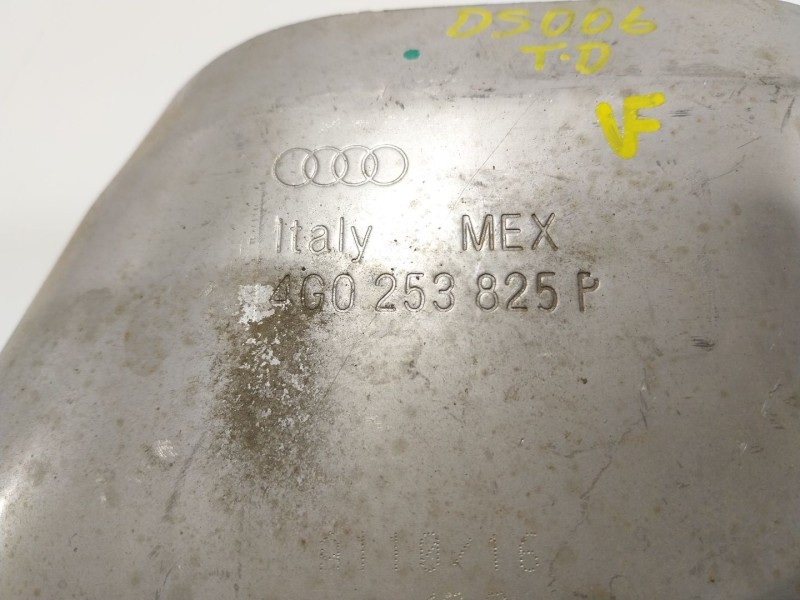 DS006
T.D
VF
Italy MEX
4G0 253 825 P